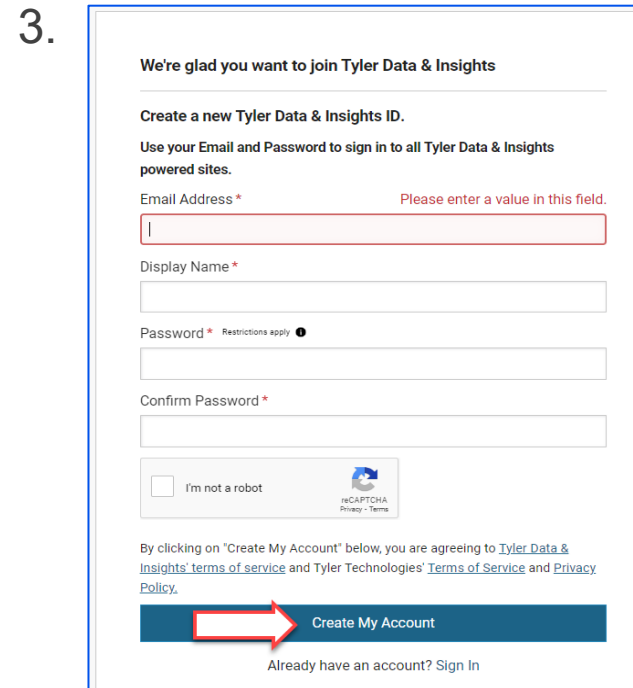 3.
We're glad you want to join Tyler Data & Insights
Create a new Tyler Data & Insights ID.
Use your Email and Password to sign in to all Tyler Data & Insights
powered sites.
Email Address * Please enter a value in this field.
Display Name *
Password * Restrictions apply i
Confirm Password *
I'm not a robot
reCAPTCHA
Privacy - Terms
By clicking on "Create My Account" below, you are agreeing to Tyler Data &
Insights' terms of service and Tyler Technologies' Terms of Service and Privacy
Policy.
Create My Account
Already have an account? Sign In